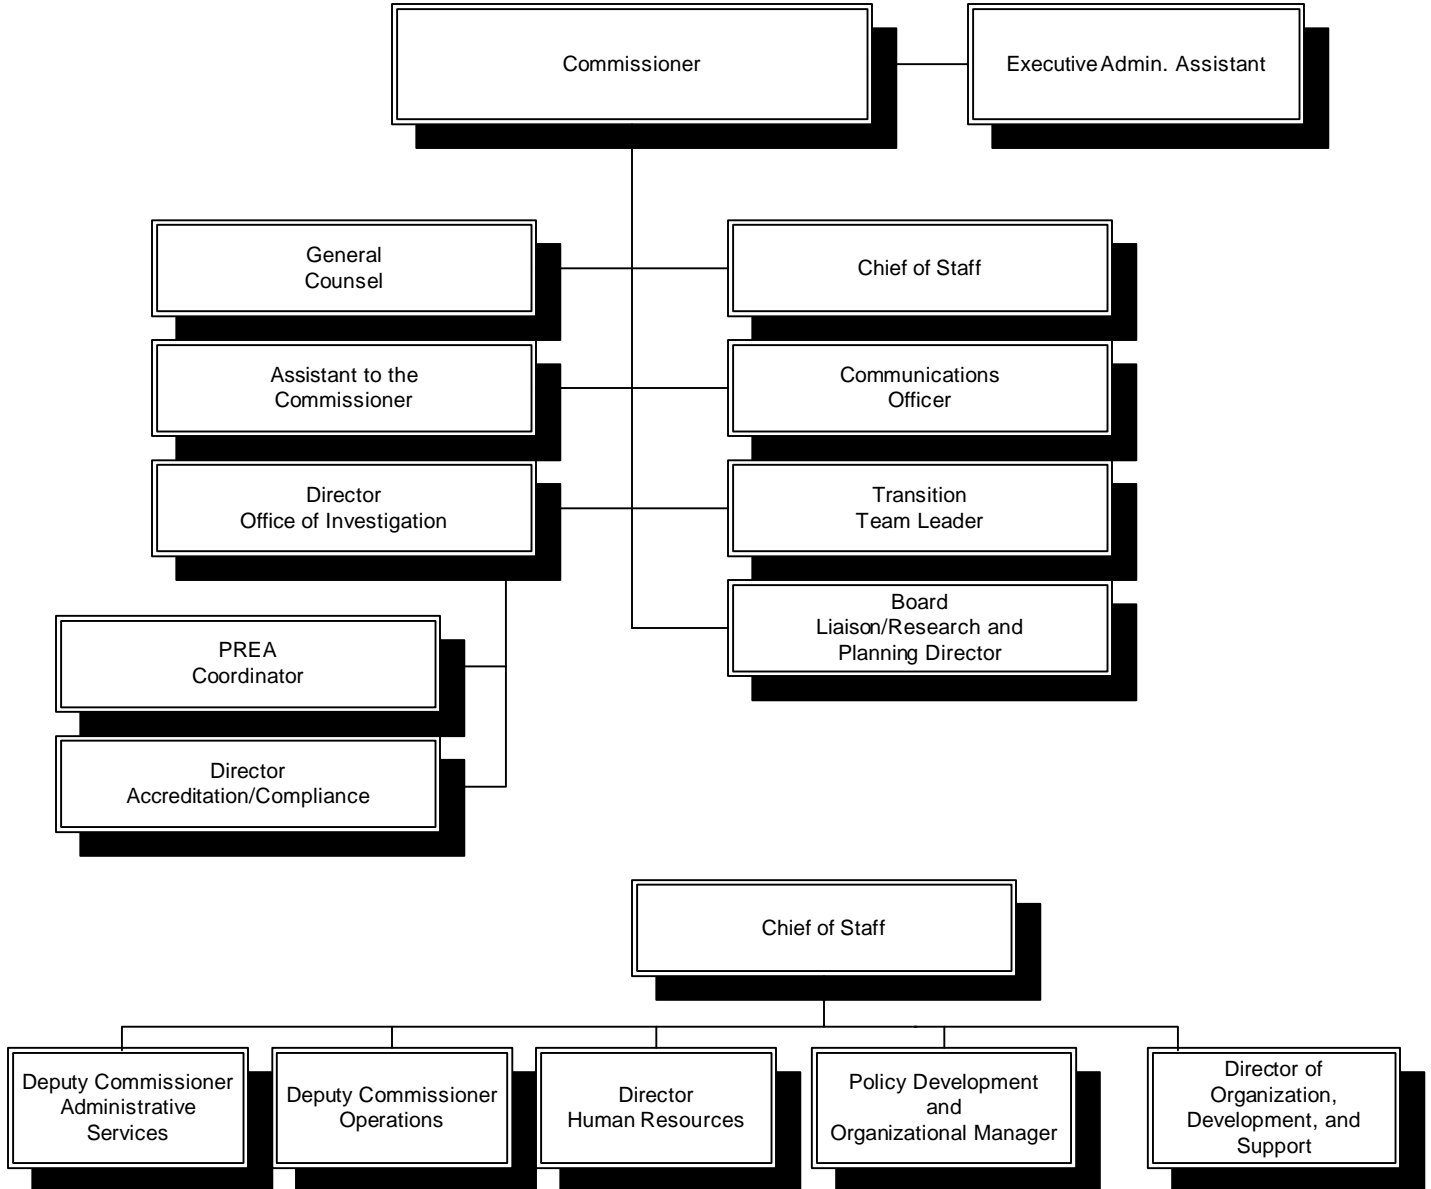 Commissioner
Executive Admin. Assistant
General
Counsel
Chief of Staff
Assistant to the
Commissioner
Communications
Officer
Director
Office of Investigation
Transition
Team Leader
Board
Liaison/Research and
Planning Director
PREA
Coordinator
Director
Accreditation/Compliance
Chief of Staff
Deputy Commissioner
Administrative
Services
Deputy Commissioner
Operations
Director
Human Resources
Policy Development
and
Organizational Manager
Director of
Organization,
Development, and
Support